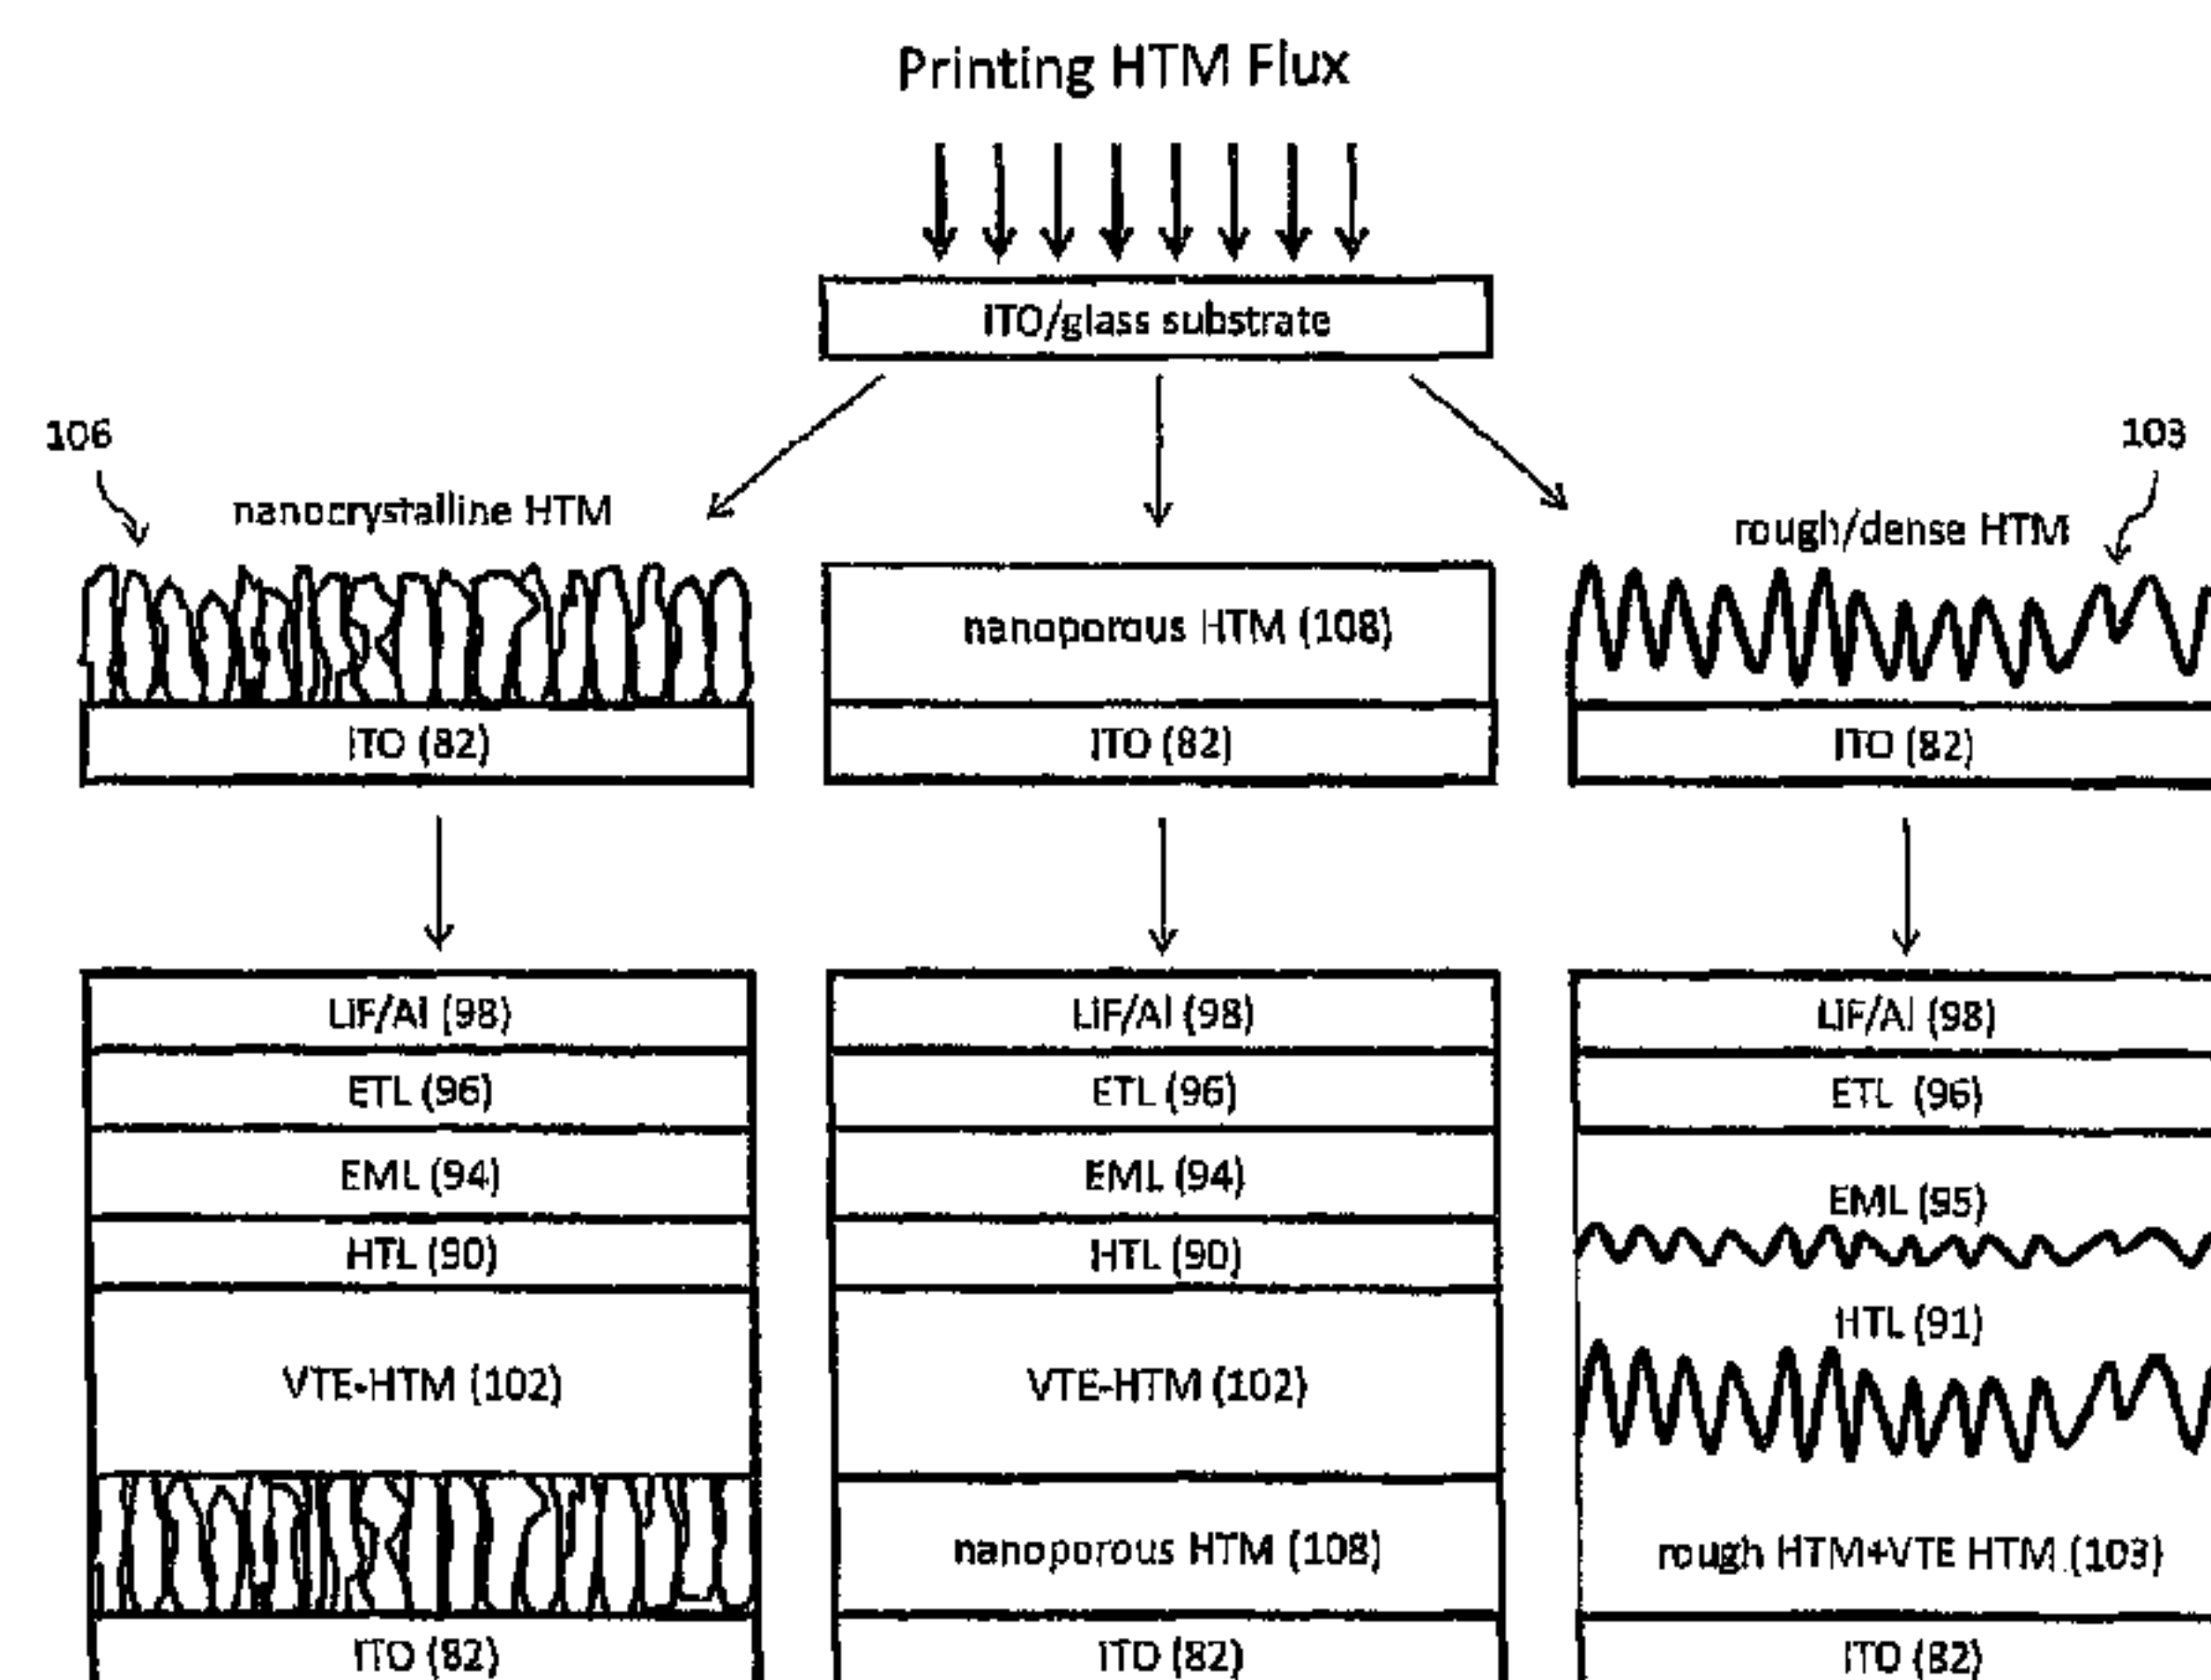 Printing HTM Flux
ITO/glass substrate
106
103
nanocrystalline HTM
rough/dense HTM
nanoporous HTM (108)
ITO (82)
ITO (82)
ITO (82)
LiF/Al (98)
LiF/Al (98)
LiF/Al (98)
ETL (96)
ETL (96)
ETL (96)
EML (94)
EML (94)
EML (95)
HTL (90)
HTL (90)
HTL (91)
VTE-HTM (102)
VTE-HTM (102)
nanoporous HTM (108)
rough HTM+VTE HTM (103)
ITO (82)
ITO (82)
ITO (82)